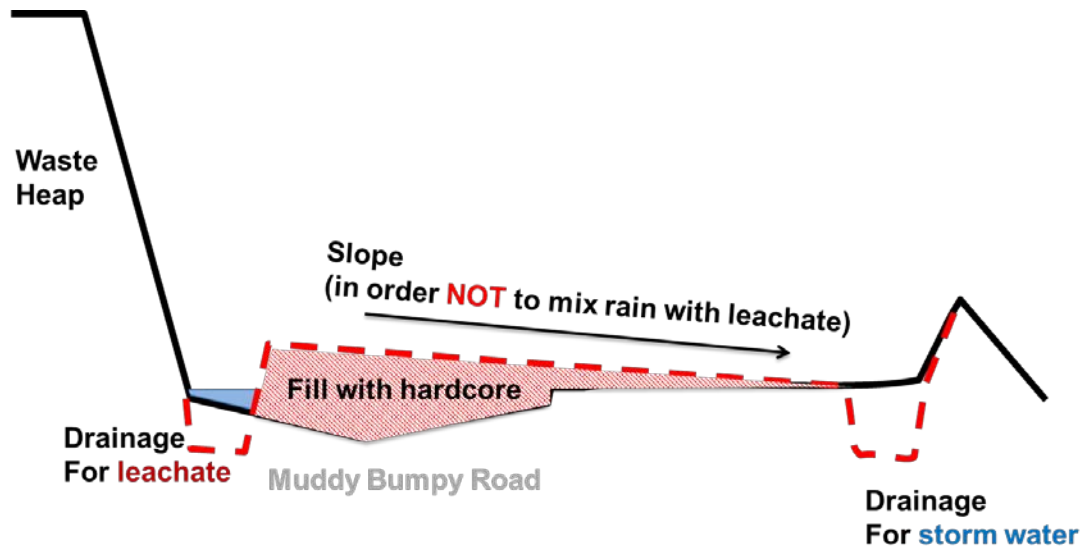 Waste
Heap
Slope
(in order NOT to mix rain with leachate)
Fill with hardcore
Drainage
For leachate
Muddy Bumpy Road
Drainage
For storm water